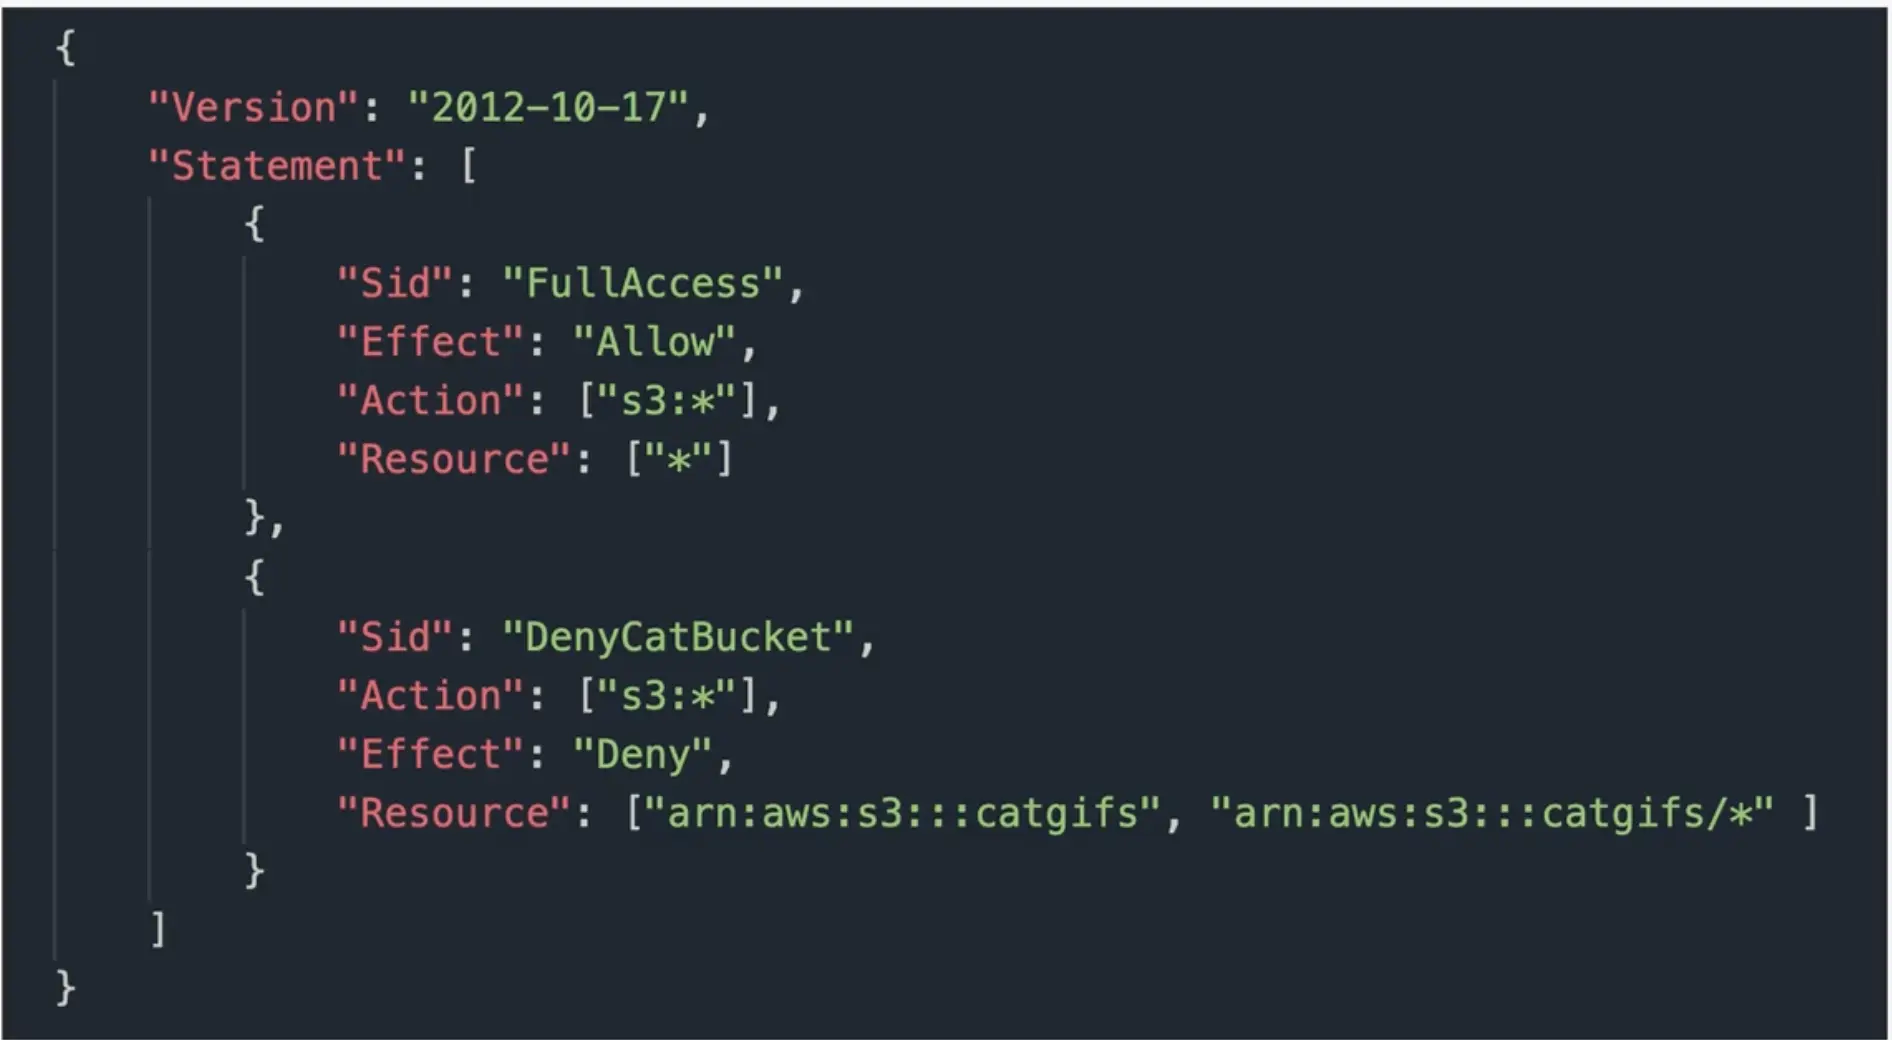 {
"Version": "2012-10-17",
"Statement": [
{
"Sid": "FullAccess",
"Effect": "Allow",
"Action": ["s3:*"],
"Resource": ["*"]
},
{
"Sid": "DenyCatBucket",
"Action": ["s3:*"],
"Effect": "Deny",
"Resource": ["arn:aws:s3:::catgifs", "arn:aws:s3:::catgifs/*" ]
}
]
}